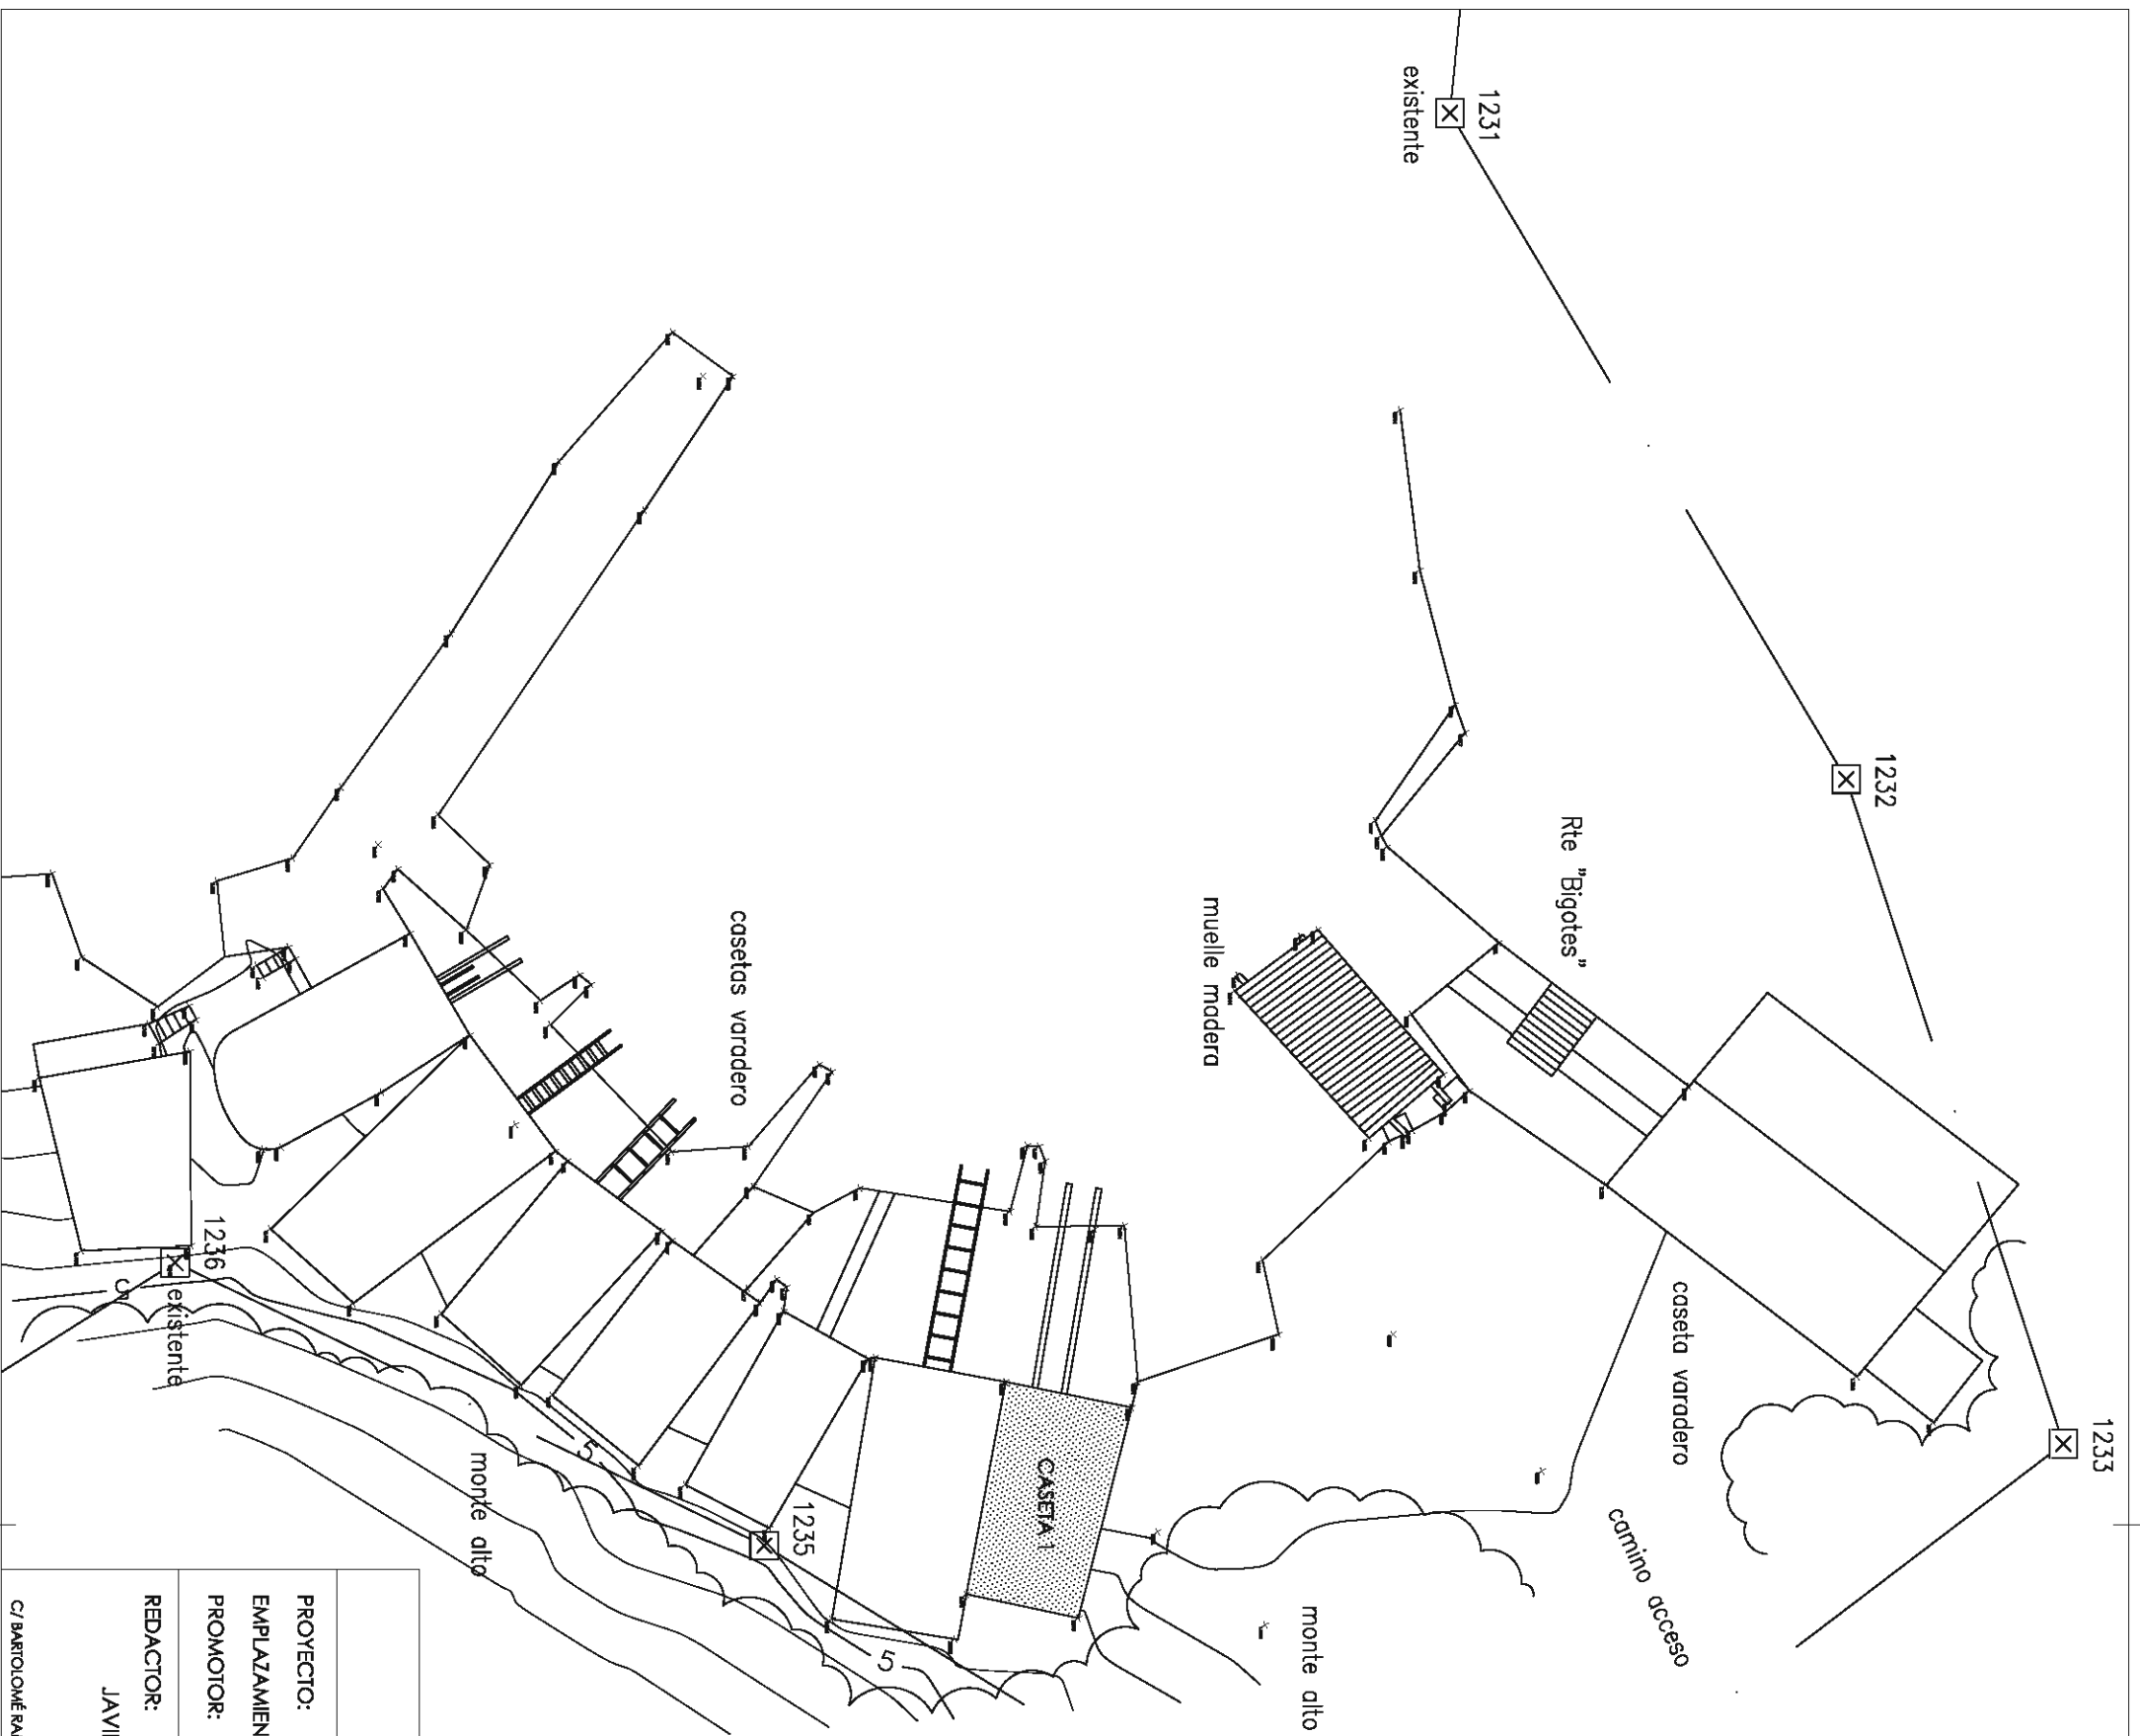 1231
existente
1232
Rte "Bigotes"
muelle madera
casetas varadero
caseta varadero
1233
camino acceso
CASETA 1
1235
1236
existente
5
5
5
monte alto
monte alto
PROYECTO:
EMPLAZAMIEN
PROMOTOR:
REDACTOR:
JAVI
C/ BARTOLOMÉ RA